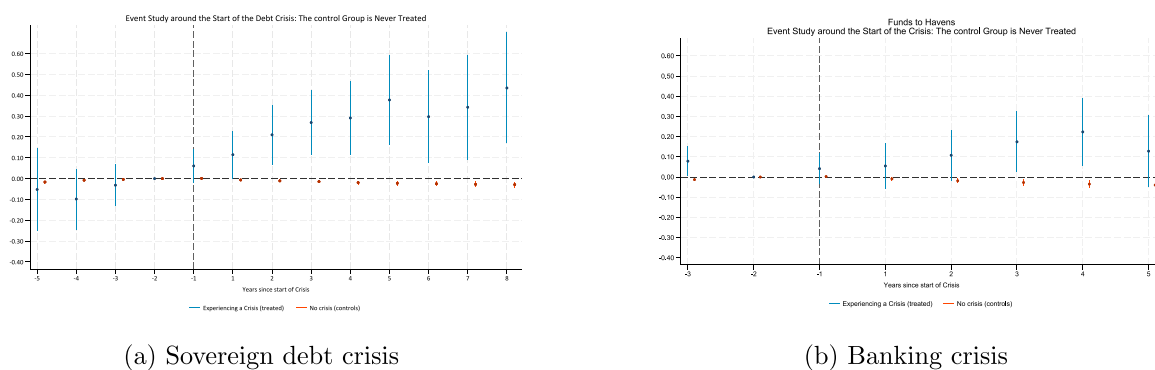 Event Study around the Start of the Debt Crisis: The control Group is Never Treated
0.60
0.50
0.40
0.30
0.20
0.10
0.00
-0.10
-0.20
-0.30
-0.40
-5 -4 -3 -2 -1 1 2 3 4 5 6 7 8
Years since start of Crisis
Experiencing a Crisis (treated) No crisis (controls)
(a) Sovereign debt crisis
Funds to Havens
Event Study around the Start of the Crisis: The control Group is Never Treated
0.60
0.50
0.40
0.30
0.20
0.10
0.00
-0.10
-0.20
-0.30
-0.40
-3 -2 -1 1 2 3 4 5
Years since start of Crisis
Experiencing a Crisis (treated) No crisis (controls)
(b) Banking crisis